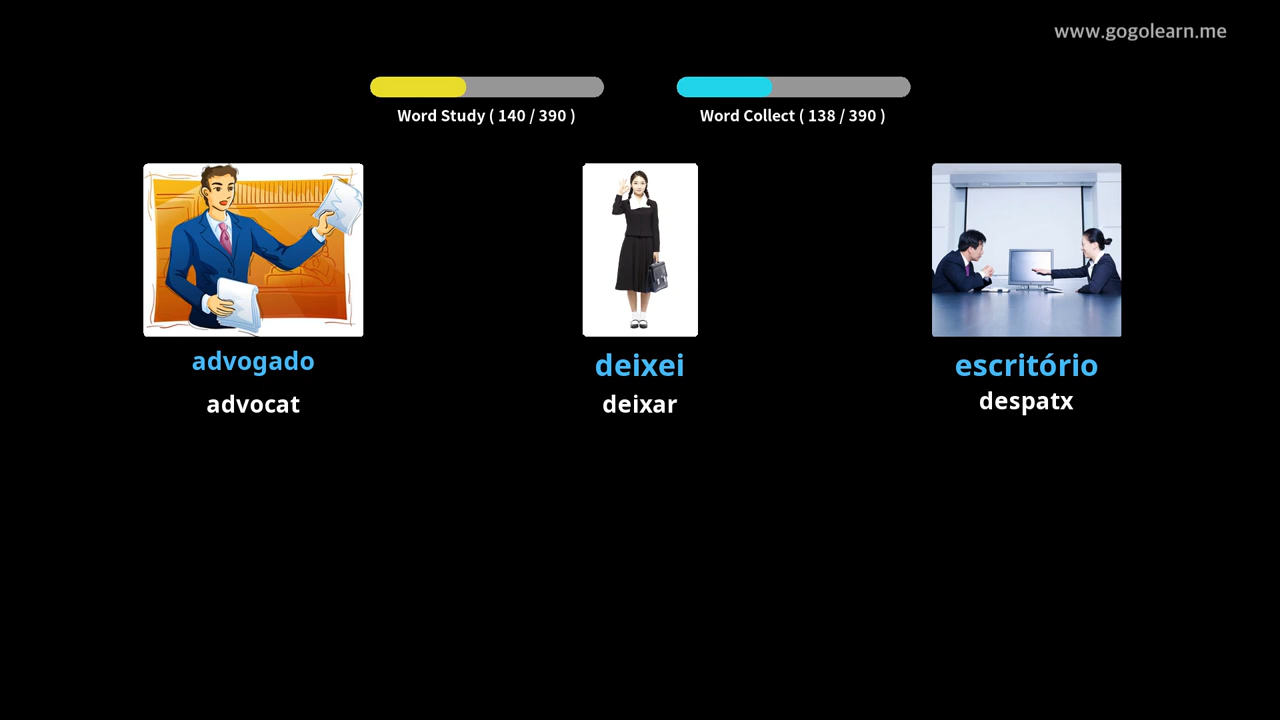 www.gogolearn.me
Word Study ( 140 / 390 )
Word Collect ( 138 / 390 )
advogado
deixei
escritório
advocat
deixar
despatx